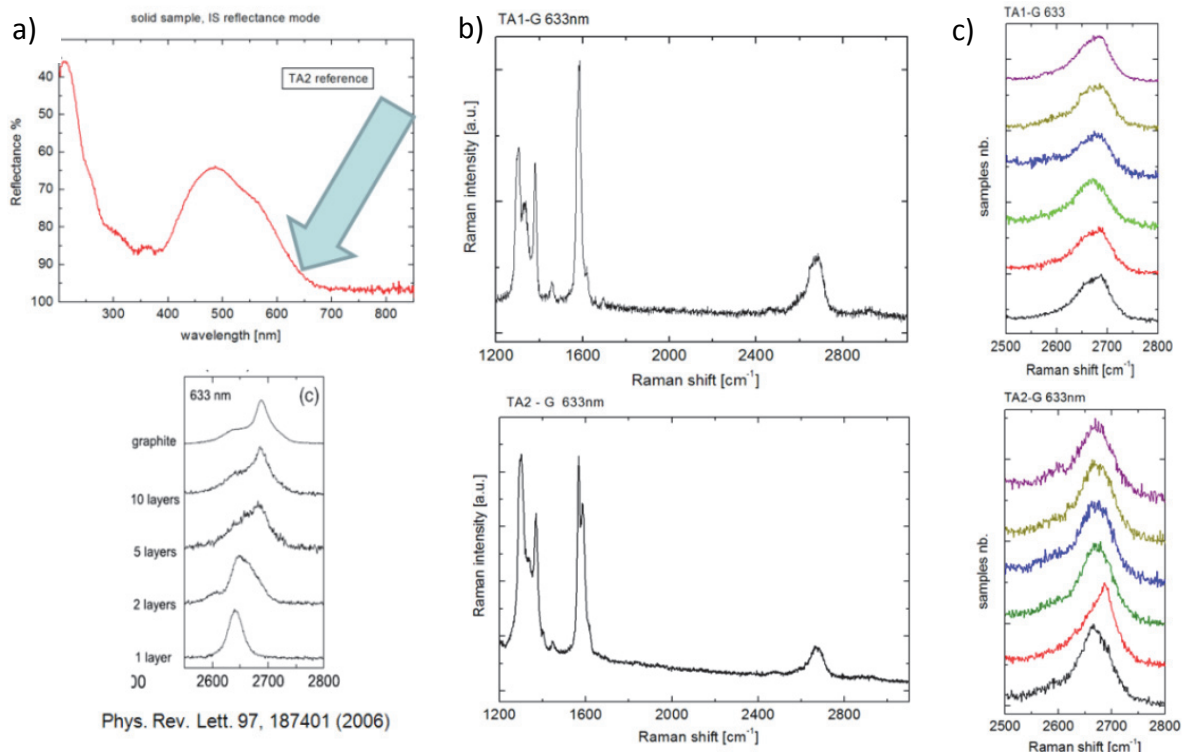 a)
solid sample, IS reflectance mode
TA2 reference
Reflectance %
40
50
60
70
80
90
100
300 400 500 600 700 800
wavelength [nm]
633 nm
(c)
graphite
10 layers
5 layers
2 layers
1 layer
00
2600 2700 2800
Phys. Rev. Lett. 97, 187401 (2006)
b)
TA1-G 633nm
Raman intensity [a.u.]
1200 1600 2000 2400 2800
Raman shift [cm⁻¹]
TA2 - G 633nm
Raman intensity [a.u.]
1200 1600 2000 2400 2800
Raman shift [cm⁻¹]
c)
TA1-G 633
samples nb.
2500 2600 2700 2800
Raman shift [cm⁻¹]
TA2-G 633nm
samples nb.
2500 2600 2700 2800
Raman shift [cm⁻¹]